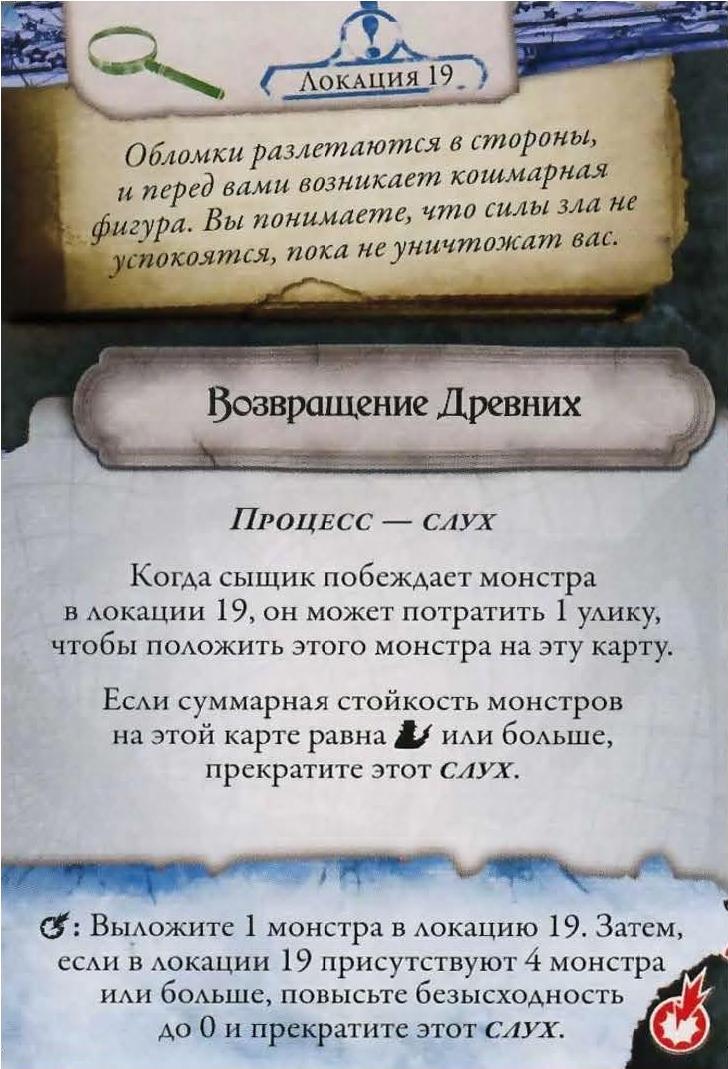 Локация 19
Обломки разлетаются в стороны,
и перед вами возникает кошмарная
фигура. Вы понимаете, что силы зла не
успокоятся, пока не уничтожат вас.
Возвращение Древних
Процесс — слух
Когда сыщик побеждает монстра
в локации 19, он может потратить 1 улику,
чтобы положить этого монстра на эту карту.
Если суммарная стойкость монстров
на этой карте равна или больше,
прекратите этот слух.
: Выложите 1 монстра в локацию 19. Затем,
если в локации 19 присутствуют 4 монстра
или больше, повысьте безысходность
до 0 и прекратите этот слух.